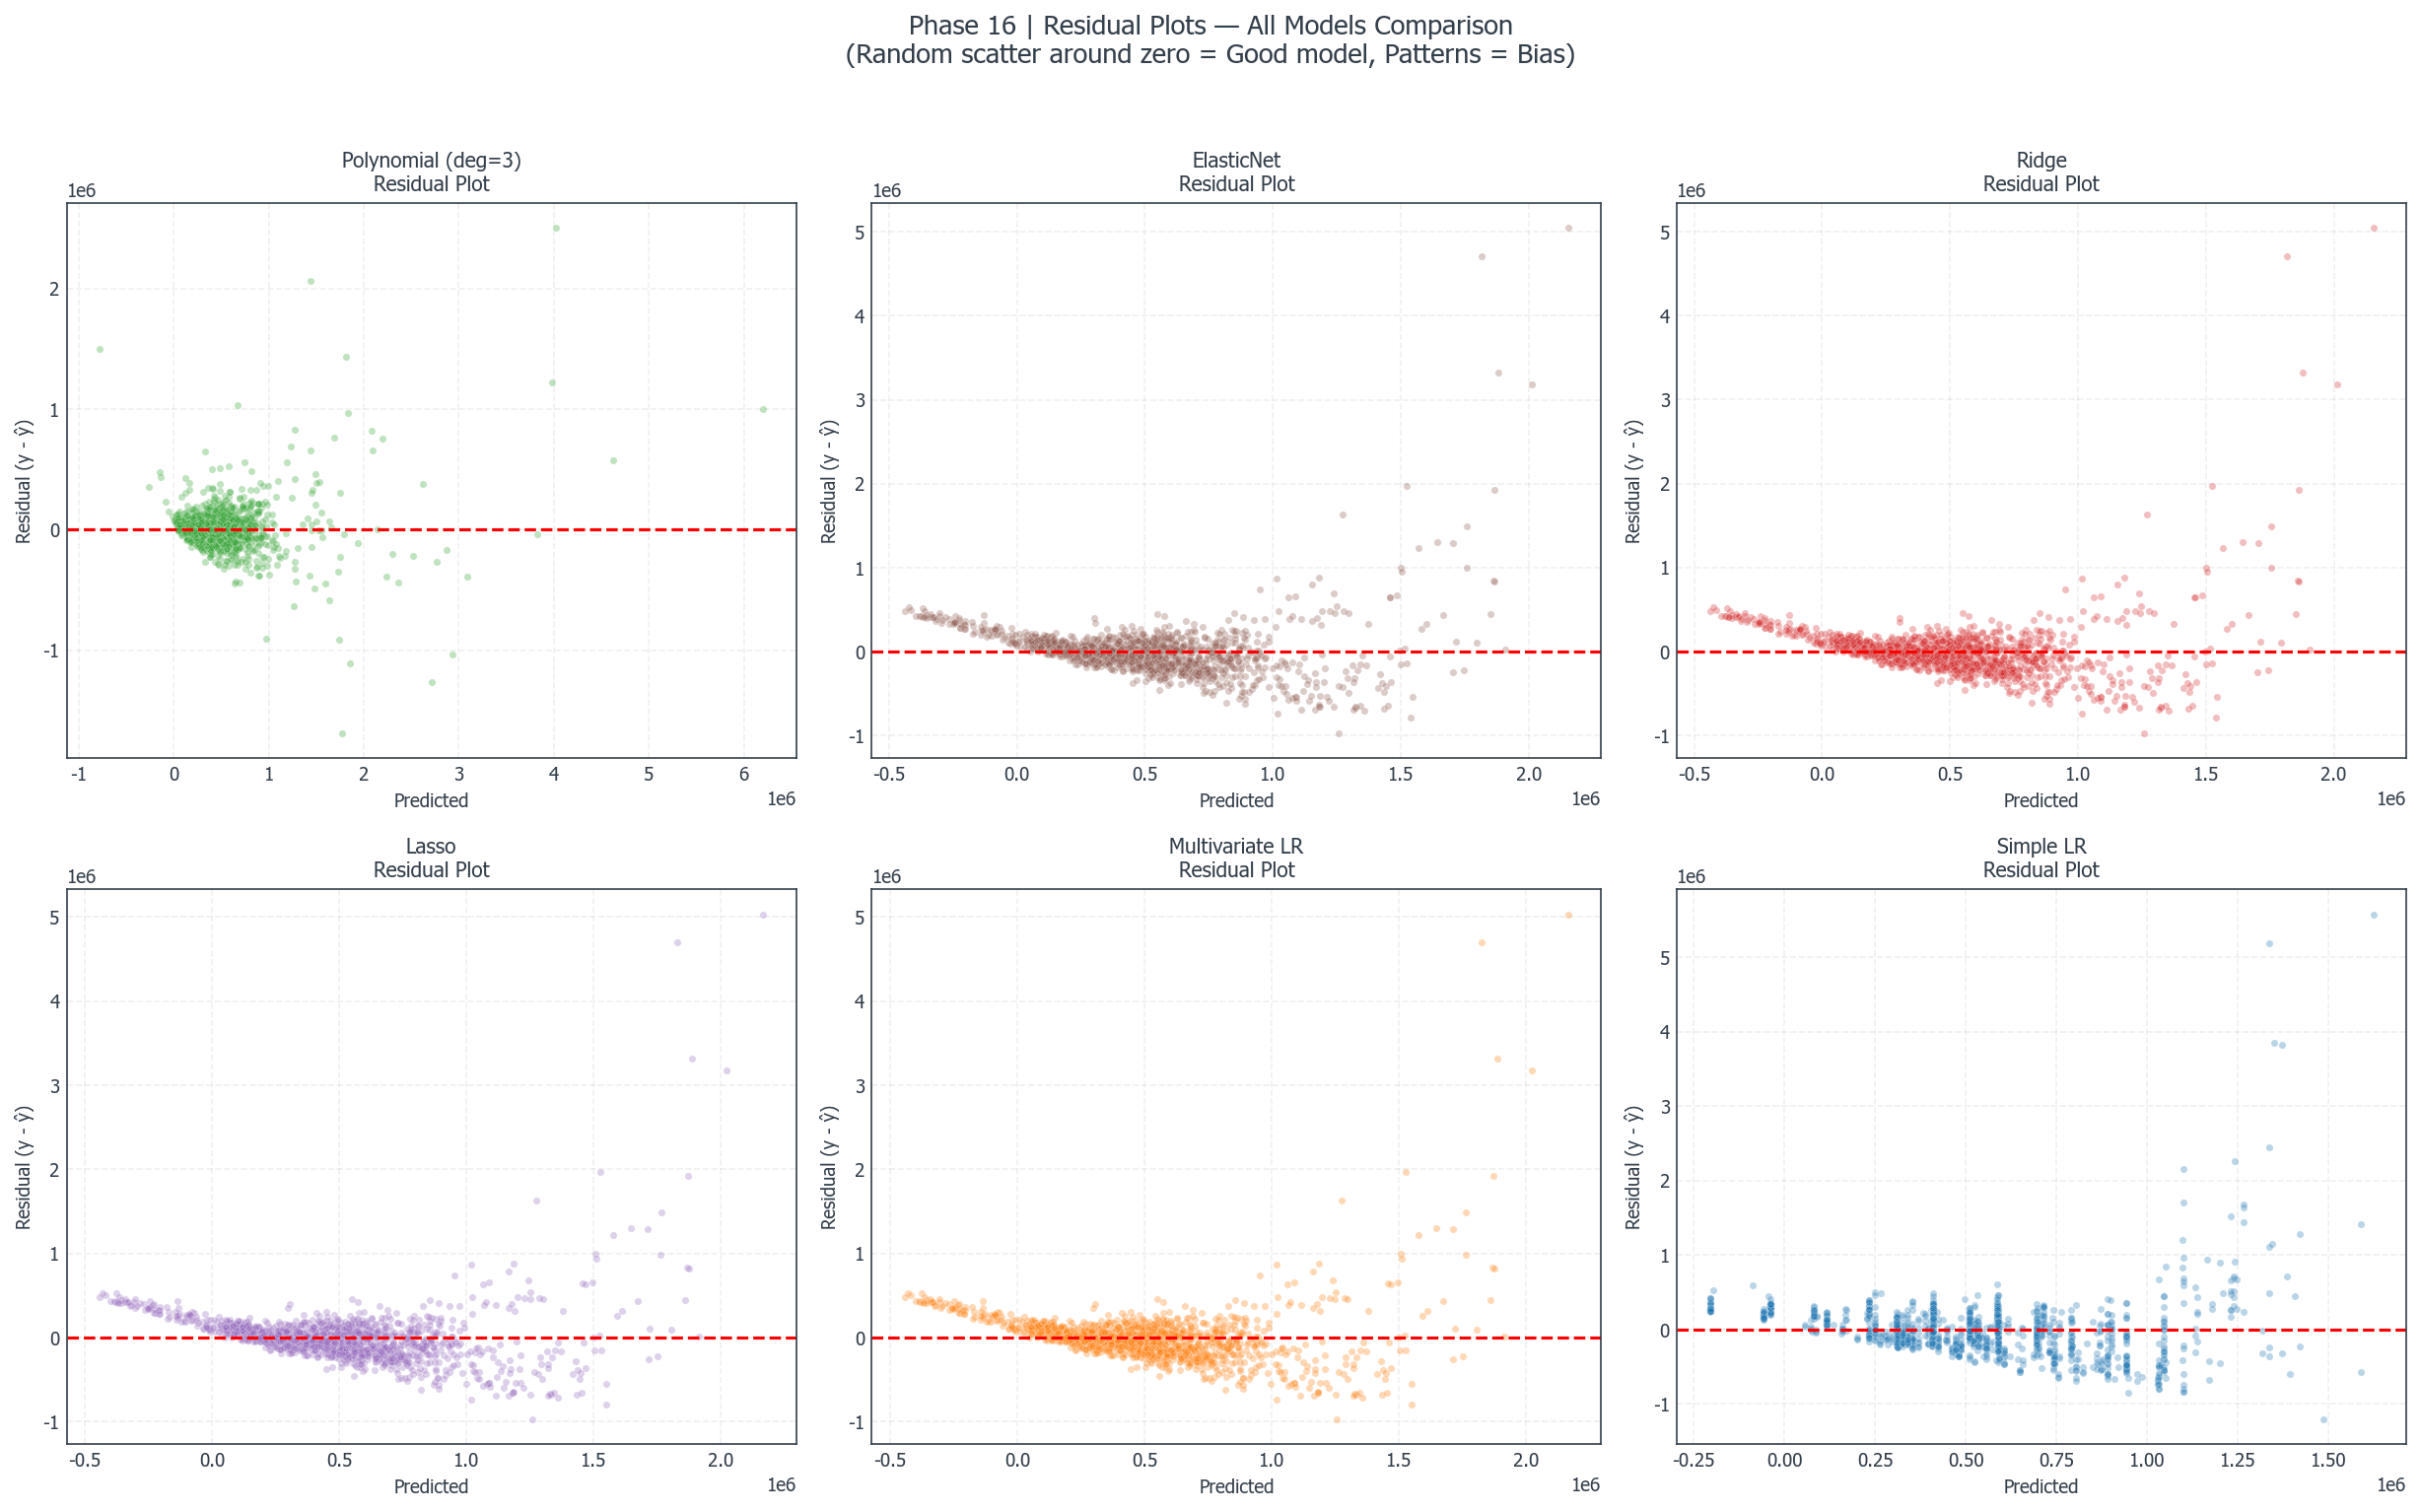 Phase 16 | Residual Plots — All Models Comparison
(Random scatter around zero = Good model, Patterns = Bias)
Polynomial (deg=3)
Residual Plot
1e6
2
1
0
-1
Residual (y - ŷ)
-1 0 1 2 3 4 5 6
Predicted
1e6
ElasticNet
Residual Plot
1e6
5
4
3
2
1
0
-1
Residual (y - ŷ)
-0.5 0.0 0.5 1.0 1.5 2.0
Predicted
1e6
Ridge
Residual Plot
1e6
5
4
3
2
1
0
-1
Residual (y - ŷ)
-0.5 0.0 0.5 1.0 1.5 2.0
Predicted
1e6
Lasso
Residual Plot
1e6
5
4
3
2
1
0
-1
Residual (y - ŷ)
-0.5 0.0 0.5 1.0 1.5 2.0
Predicted
1e6
Multivariate LR
Residual Plot
1e6
5
4
3
2
1
0
-1
Residual (y - ŷ)
-0.5 0.0 0.5 1.0 1.5 2.0
Predicted
1e6
Simple LR
Residual Plot
1e6
5
4
3
2
1
0
-1
Residual (y - ŷ)
-0.25 0.00 0.25 0.50 0.75 1.00 1.25 1.50
Predicted
1e6